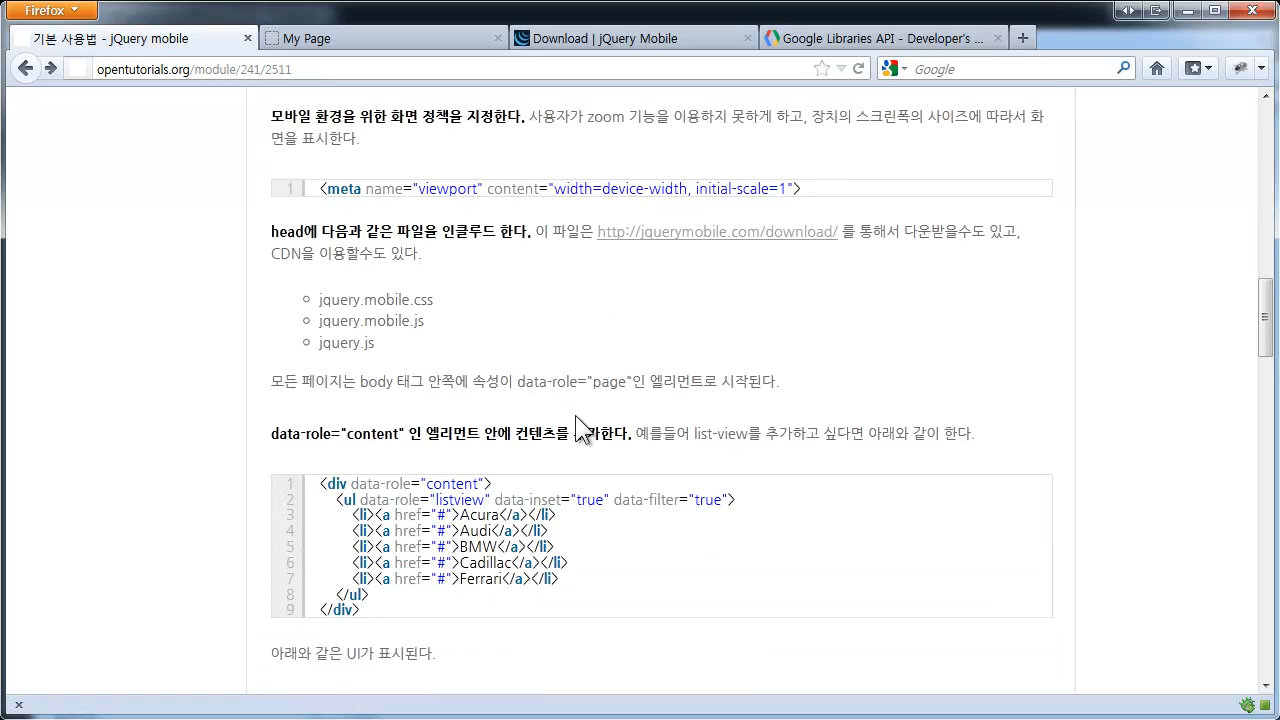 Firefox
기본 사용법 - jQuery mobile
My Page
Download | jQuery Mobile
Google Libraries API - Developer's ...
opentutorials.org/module/241/2511
Google
모바일 환경을 위한 화면 정책을 지정한다. 사용자가 zoom 기능을 이용하지 못하게 하고, 장치의 스크린폭의 사이즈에 따라서 화
면을 표시한다.
1 <meta name="viewport" content="width=device-width, initial-scale=1">
head에 다음과 같은 파일을 인클루드 한다. 이 파일은 http://jquerymobile.com/download/ 를 통해서 다운받을수도 있고,
CDN을 이용할수도 있다.
jquery.mobile.css
jquery.mobile.js
jquery.js
모든 페이지는 body 태그 안쪽에 속성이 data-role="page"인 엘리먼트로 시작된다.
data-role="content" 인 엘리먼트 안에 컨텐츠를 가한다. 예를들어 list-view를 추가하고 싶다면 아래와 같이 한다.
1 <div data-role="content">
2 <ul data-role="listview" data-inset="true" data-filter="true">
3 <li><a href="#">Acura</a></li>
4 <li><a href="#">Audi</a></li>
5 <li><a href="#">BMW</a></li>
6 <li><a href="#">Cadillac</a></li>
7 <li><a href="#">Ferrari</a></li>
8 </ul>
9 </div>
아래와 같은 UI가 표시된다.